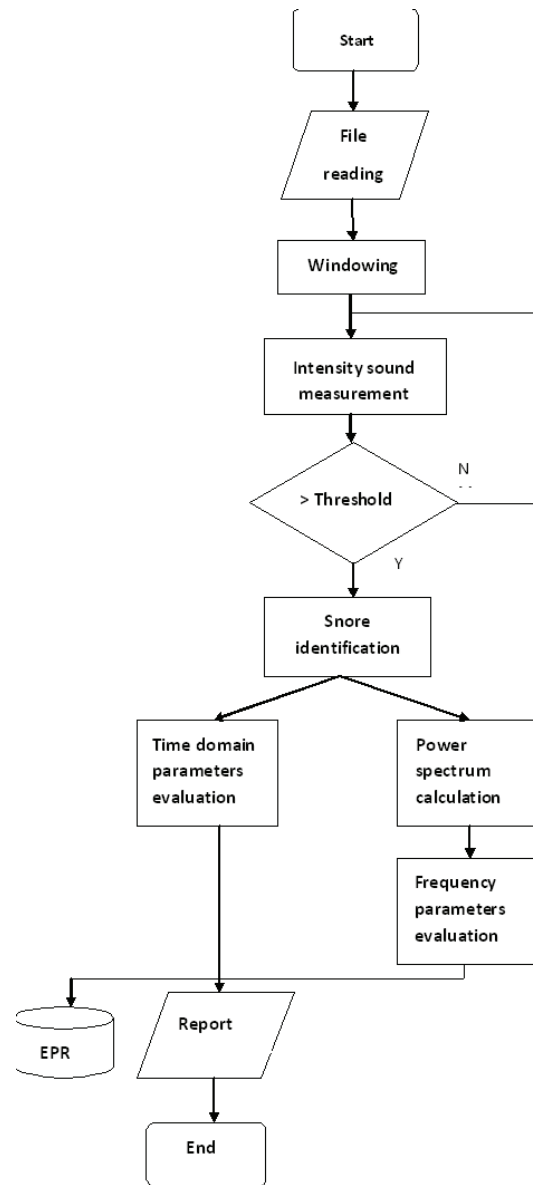 Start
File
reading
Windowing
Intensity sound
measurement
N
> Threshold
Y
Snore
identification
Time domain
parameters
evaluation
Power
spectrum
calculation
Frequency
parameters
evaluation
EPR
Report
End